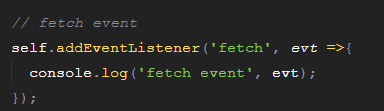 // fetch event
self.addEventListener('fetch', evt =>{
  console.log('fetch event', evt);
});